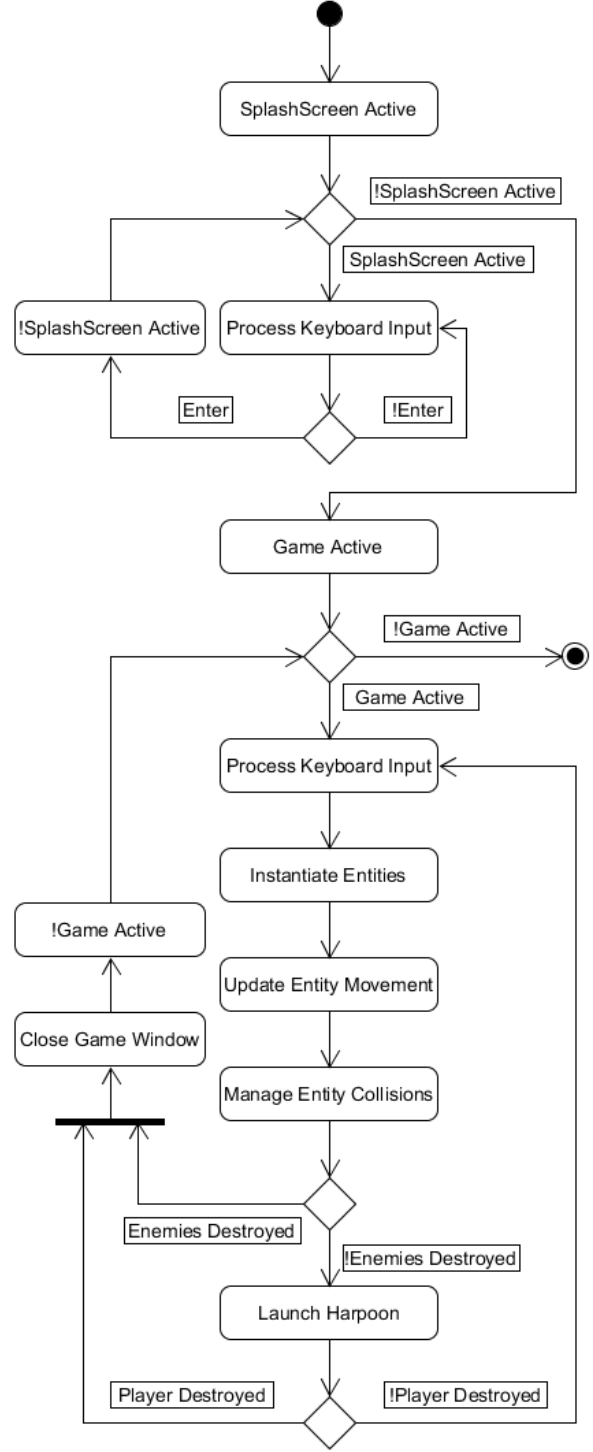 SplashScreen Active
!SplashScreen Active
SplashScreen Active
!SplashScreen Active
Process Keyboard Input
Enter
!Enter
Game Active
!Game Active
Game Active
Process Keyboard Input
Instantiate Entities
!Game Active
Update Entity Movement
Close Game Window
Manage Entity Collisions
Enemies Destroyed
!Enemies Destroyed
Launch Harpoon
Player Destroyed
!Player Destroyed